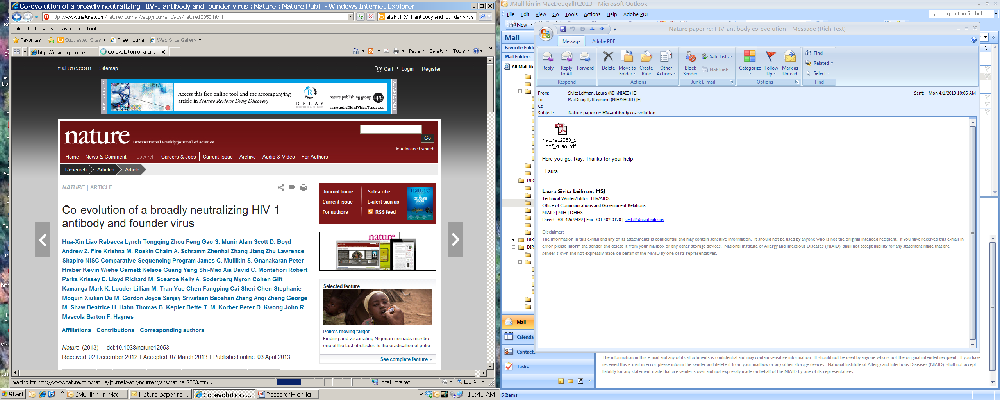 Co-evolution of a broadly neutralizing HIV-1 antibody and founder virus : Nature : Nature Publi - Windows Internet Explorer
http://www.nature.com/nature/journal/vaop/ncurrent/abs/nature12053.html
alizingHIV-1 antibody and founder virus
File Edit View Favorites Tools Help
Favorites Suggested Sites Free Hotmail Web Slice Gallery
http://inside.genome.g... Co-evolution of a br... Page Safety Tools
nature.com Sitemap Cart Login Register
ADVERTISEMENT
Access this free online tool and the accompanying
article in Nature Reviews Drug Discovery
RELAY
TECHNOLOGY MANAGEMENT
nature publishing group npg
image credit Digital Vision/Punchstock
ADVERTISEMENT
nature International weekly journal of science
Go
Advanced search
Home News & Comment Research Careers & Jobs Current Issue Archive Audio & Video For Authors
Research Articles Article
NATURE | ARTICLE
Co-evolution of a broadly neutralizing HIV-1
antibody and founder virus
Hua-Xin Liao Rebecca Lynch Tongqing Zhou Feng Gao S. Munir Alam Scott D. Boyd
Andrew Z. Fire Krishna M. Roskin Chaim A. Schramm Zhenhai Zhang Jiang Zhu Lawrence
Shapiro NISC Comparative Sequencing Program James C. Mullikin S. Gnanakaran Peter
Hraber Kevin Wiehe Garnett Kelsoe Guang Yang Shi-Mao Xia David C. Montefiori Robert
Parks Krissey E. Lloyd Richard M. Scearce Kelly A. Soderberg Myron Cohen Gift
Kamanga Mark K. Louder Lillian M. Tran Yue Chen Fangping Cai Sheri Chen Stephanie
Moquin Xiulian Du M. Gordon Joyce Sanjay Srivatsan Baoshan Zhang Anqi Zheng George
M. Shaw Beatrice H. Hahn Thomas B. Kepler Bette T. M. Korber Peter D. Kwong John R.
Mascola Barton F. Haynes
Affiliations Contributions Corresponding authors
Nature (2013) doi:10.1038/nature12053
Received 02 December 2012 Accepted 07 March 2013 Published online 03 April 2013
Journal home Subscribe
Current issue E-alert sign up
For authors RSS feed
nature
THE COELACANTH GENOME
nature
Selected feature
Polio's moving target
Finding and vaccinating Nigerian nomads may be
one of the last obstacles to the eradication of polio.
See complete feature
Waiting for http://www.nature.com/nature/journal/vaop/ncurrent/abs/nature12053.html... Local intranet 100%
Start JMullikin in Mac... Nature paper re... Co-evolution ... ResearchHighlig... 11:41 AM
JMullikin in MacDougallR2013 - Microsoft Outlook
File Edit View Go Tools Actions Help Adobe PDF
Type a question for help
New
Mail
Favorite Folde
Mail Folders
All Mail Ite
DIR
DIR
DIR
Mail
Calenda
Contacts
Tasks
Nature paper re: HIV-antibody co-evolution - Message (Rich Text)
Message Adobe PDF
Reply Reply to All Forward
Respond
Delete Move to Folder Create Rule Other Actions
Actions
Block Sender Safe Lists Not Junk
Junk E-mail
Categorize Follow Up Mark as Unread
Options
Find Related Select
Find
From: Sivitz Leifman, Laura (NIH/NIAID) [E] Sent: Mon 4/1/2013 10:06 AM
To: MacDougall, Raymond (NIH/NHGRI) [E]
Cc:
Subject: Nature paper re: HIV-antibody co-evolution
PDF
nature12053_pr
oof_vLiao.pdf
Here you go, Ray. Thanks for your help.
~Laura
Laura Sivitz Leifman, MSJ
Technical Writer/Editor, HIV/AIDS
Office of Communications and Government Relations
NIAID | NIH | DHHS
Direct: 301.496.9489 | Fax: 301.402.0120 | sivitzl@niaid.nih.gov
Disclaimer:
The information in this e-mail and any of its attachments is confidential and may contain sensitive information. It should not be used by anyone who is not the original intended recipient. If you have received this e-mail in
error please inform the sender and delete it from your mailbox or any other storage devices. National Institute of Allergy and Infectious Diseases (NIAID) shall not accept liability for any statement made that are
sender's own and not expressly made on behalf of the NIAID by one of its representatives.
The information in this e-mail and any of its attachments is confidential and may contain sensitive information. It should not be used by anyone who is not the original intended recipient. If you have
received this e-mail in error please inform the sender and delete it from your mailbox or any other storage devices. National Institute of Allergy and Infectious Diseases (NIAID) shall not accept
liability for any statement made that are sender's own and not expressly made on behalf of the NIAID by one of its representatives.
5 Items